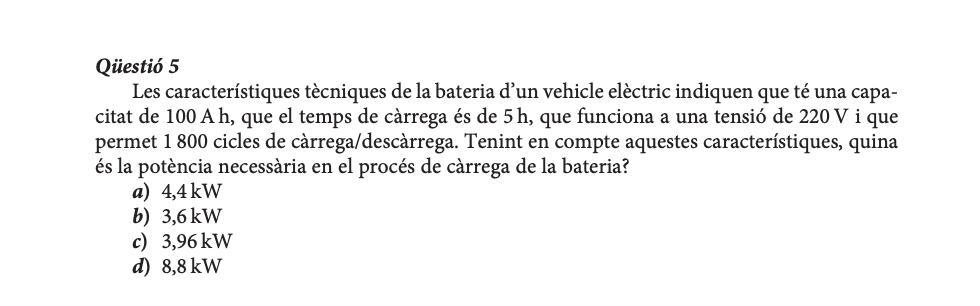 Qüestió 5
Les característiques tècniques de la bateria d’un vehicle elèctric indiquen que té una capa-
citat de 100 A h, que el temps de càrrega és de 5 h, que funciona a una tensió de 220 V i que
permet 1 800 cicles de càrrega/descàrrega. Tenint en compte aquestes característiques, quina
és la potència necessària en el procés de càrrega de la bateria?
a) 4,4 kW
b) 3,6 kW
c) 3,96 kW
d) 8,8 kW